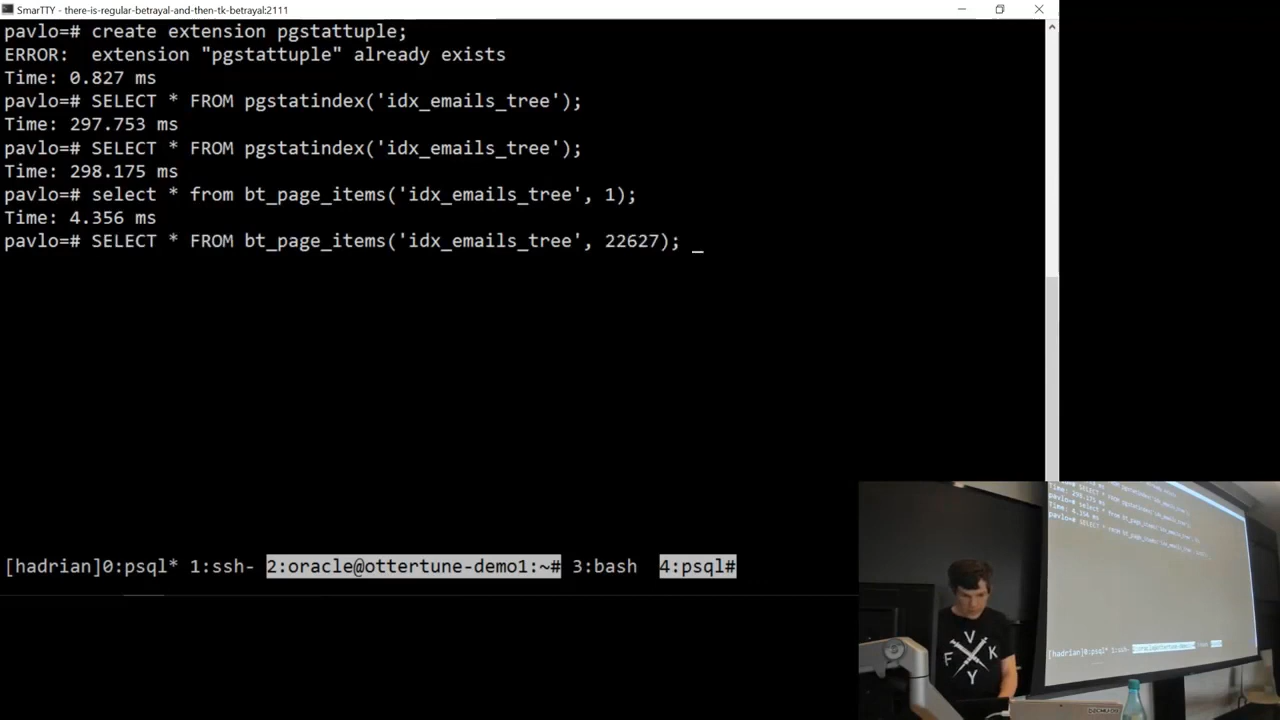 SmarTTY - there-is-regular-betrayal-and-then-tk-betrayal:2111
pavlo=# create extension pgstattuple;
ERROR:  extension "pgstattuple" already exists
Time: 0.827 ms
pavlo=# SELECT * FROM pgstatindex('idx_emails_tree');
Time: 297.753 ms
pavlo=# SELECT * FROM pgstatindex('idx_emails_tree');
Time: 298.175 ms
pavlo=# select * from bt_page_items('idx_emails_tree', 1);
Time: 4.356 ms
pavlo=# SELECT * FROM bt_page_items('idx_emails_tree', 22627); _
[hadrian]0:psql* 1:ssh- 2:oracle@ottertune-demo1:~# 3:bash  4:psql#
V
F K
Y